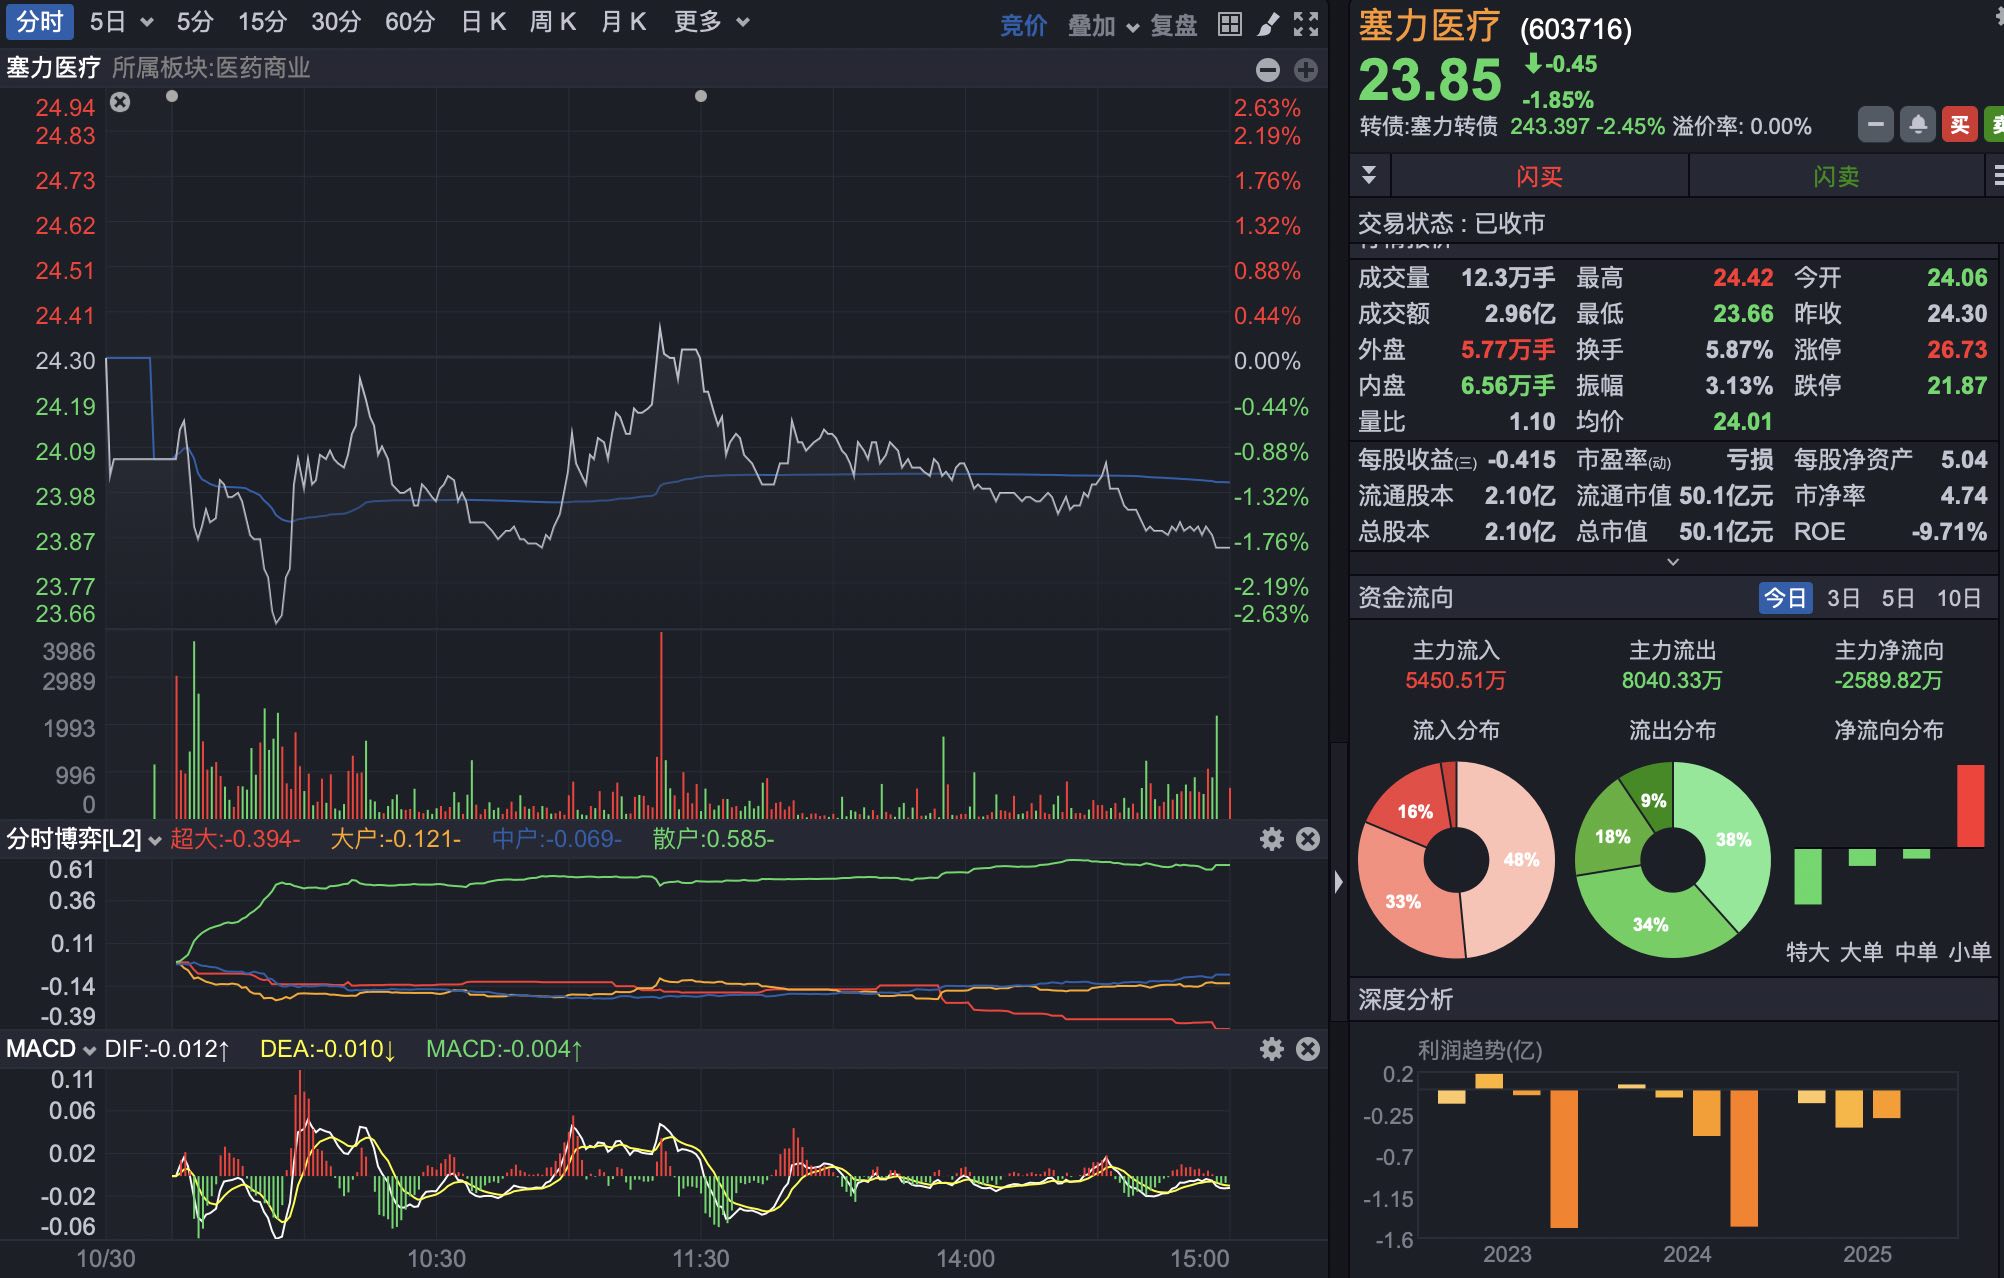 分时 5日 5分 15分 30分 60分 日K 周K 月K 更多 竞价 叠加 复盘
塞力医疗 所属板块:医药商业
24.94 2.63%
24.83 2.19%
24.73 1.76%
24.62 1.32%
24.51 0.88%
24.41 0.44%
24.30 0.00%
24.19 -0.44%
24.09 -0.88%
23.98 -1.32%
23.87 -1.76%
23.77 -2.19%
23.66 -2.63%
3986
2989
1993
996
0
分时博弈[L2] 超大:-0.394- 大户:-0.121- 中户:-0.069- 散户:0.585-
0.61
0.36
0.11
-0.14
-0.39
MACD DIF:-0.012↑ DEA:-0.010↓ MACD:-0.004↑
0.11
0.06
0.02
-0.02
-0.06
10/30 10:30 11:30 14:00 15:00
塞力医疗 (603716)
23.85 -0.45
-1.85%
转债:塞力转债 243.397 -2.45% 溢价率: 0.00%
买
闪买 闪卖
交易状态 : 已收市
成交量 12.3万手 最高 24.42 今开 24.06
成交额 2.96亿 最低 23.66 昨收 24.30
外盘 5.77万手 换手 5.87% 涨停 26.73
内盘 6.56万手 振幅 3.13% 跌停 21.87
量比 1.10 均价 24.01
每股收益(三) -0.415 市盈率(动) 亏损 每股净资产 5.04
流通股本 2.10亿 流通市值 50.1亿元 市净率 4.74
总股本 2.10亿 总市值 50.1亿元 ROE -9.71%
资金流向 今日 3日 5日 10日
主力流入 主力流出 主力净流向
5450.51万 8040.33万 -2589.82万
流入分布 流出分布 净流向分布
16% 48% 33%
9% 18% 38% 34%
特大 大单 中单 小单
深度分析
利润趋势(亿)
0.2
-0.25
-0.7
-1.15
-1.6
2023 2024 2025